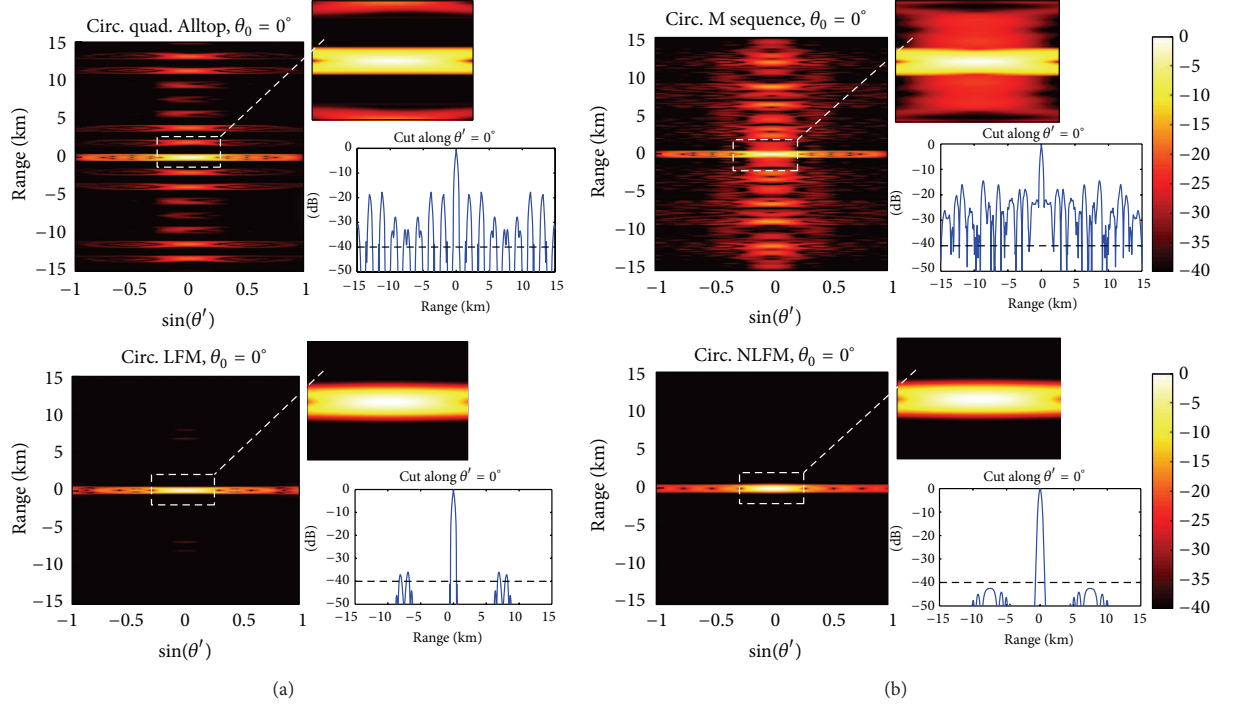 Circ. quad. Alltop, θ0 = 0°
15
10
5
0
−5
−10
−15
Range (km)
−1 −0.5 0 0.5 1
sin(θ′)
Cut along θ′ = 0°
0
−10
−20
−30
−40
−50
(dB)
−15 −10 −5 0 5 10 15
Range (km)
Circ. M sequence, θ0 = 0°
15
10
5
0
−5
−10
−15
Range (km)
−1 −0.5 0 0.5 1
sin(θ′)
Cut along θ′ = 0°
0
−10
−20
−30
−40
−50
(dB)
−15 −10 −5 0 5 10 15
Range (km)
0
−5
−10
−15
−20
−25
−30
−35
−40
Circ. LFM, θ0 = 0°
15
10
5
0
−5
−10
−15
Range (km)
−1 −0.5 0 0.5 1
sin(θ′)
Cut along θ′ = 0°
0
−10
−20
−30
−40
−50
(dB)
−15 −10 −5 0 5 10 15
Range (km)
(a)
Circ. NLFM, θ0 = 0°
15
10
5
0
−5
−10
−15
Range (km)
−1 −0.5 0 0.5 1
sin(θ′)
Cut along θ′ = 0°
0
−10
−20
−30
−40
−50
(dB)
−15 −10 −5 0 5 10 15
Range (km)
0
−5
−10
−15
−20
−25
−30
−35
−40
(b)